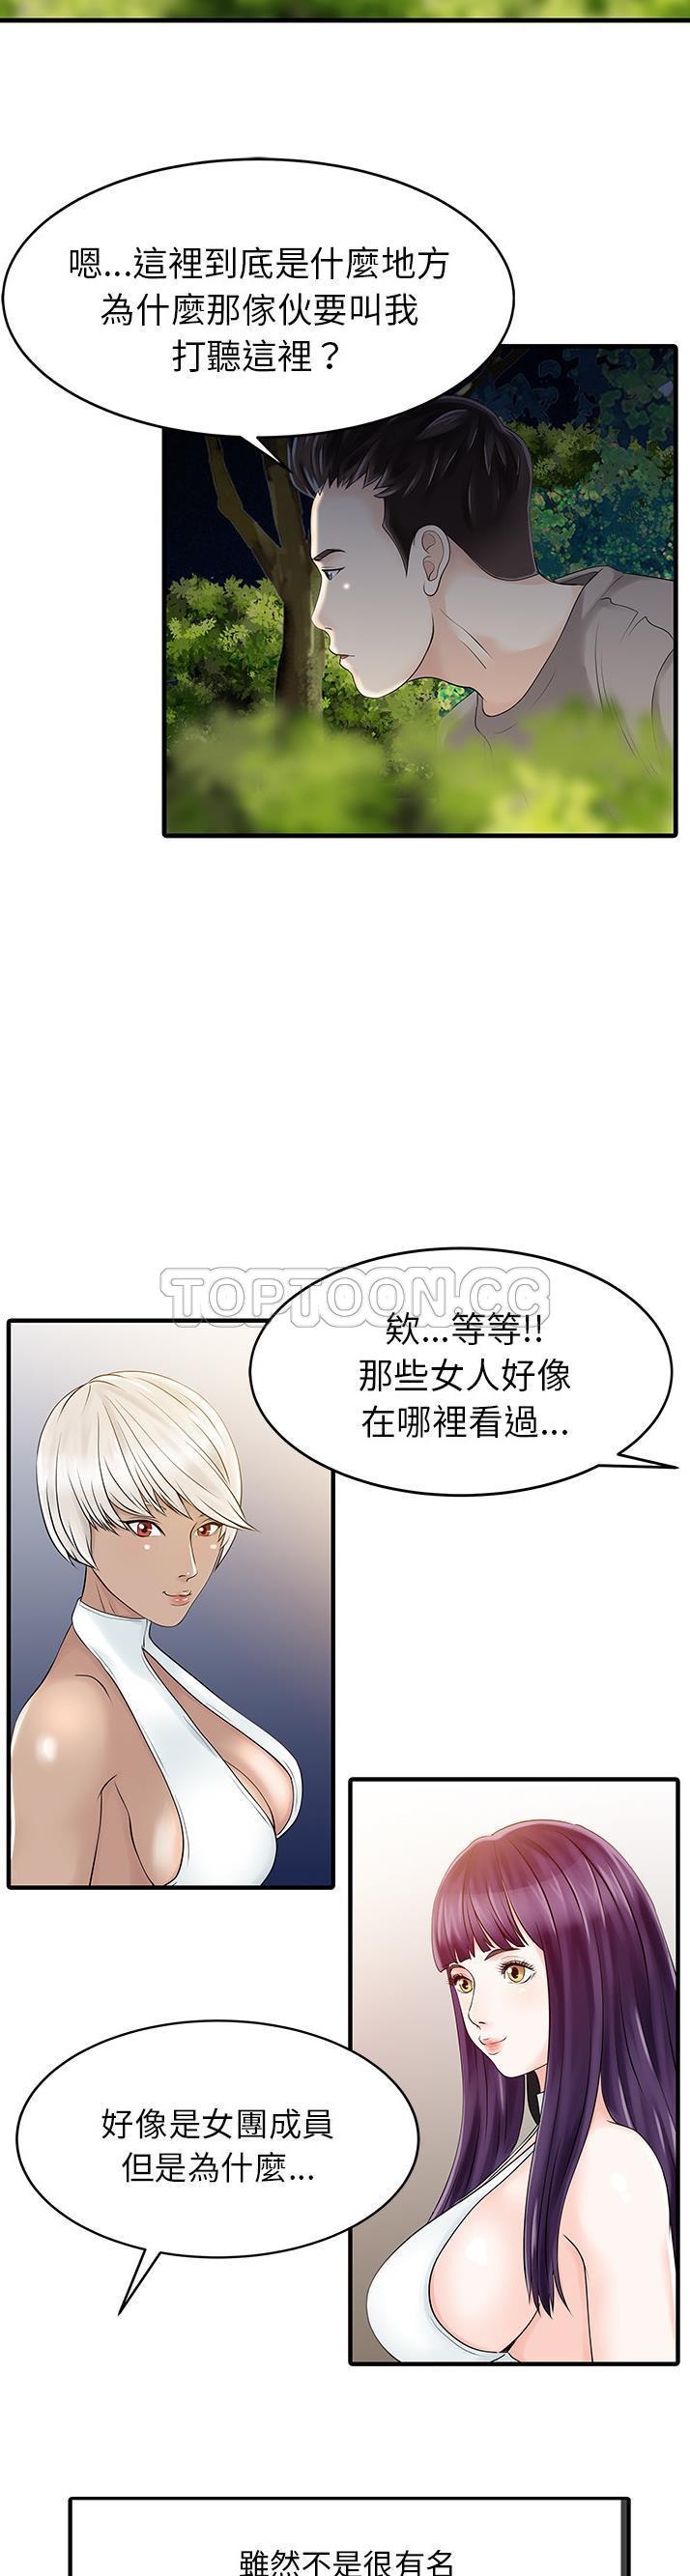 嗯...這裡到底是什麼地方
為什麼那傢伙要叫我
打聽這裡？
TOPTOON.CC
欸...等等!!
那些女人好像
在哪裡看過...
好像是女團成員
但是為什麼...
雖然不是很有名